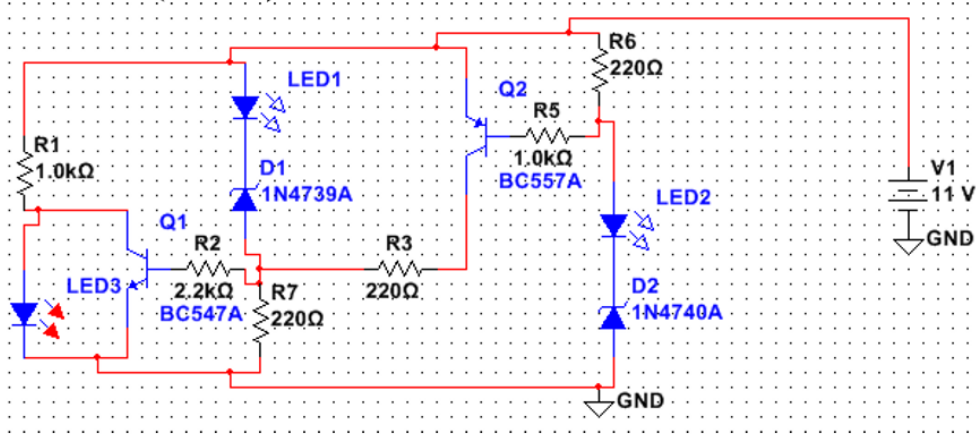 R6
220Ω
LED1
Q2
R5
1.0kΩ
BC557A
R1
1.0kΩ
D1
1N4739A
V1
11 V
GND
LED2
Q1
R2
2.2kΩ
BC547A
R3
220Ω
LED3
R7
220Ω
D2
1N4740A
GND